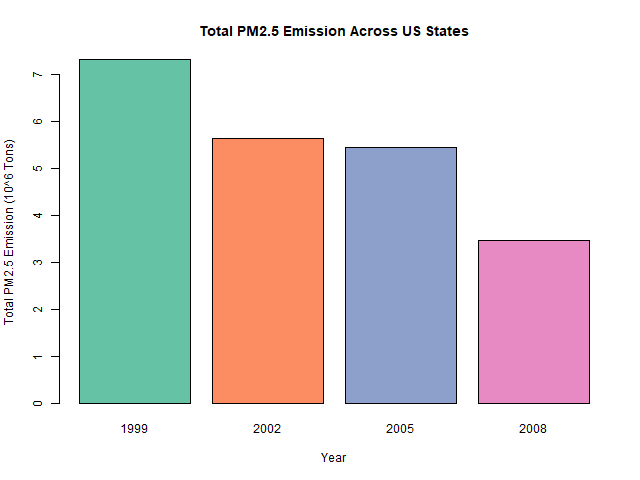 Total PM2.5 Emission Across US States
Total PM2.5 Emission (10^6 Tons)
7
6
5
4
3
2
1
0
1999 2002 2005 2008
Year